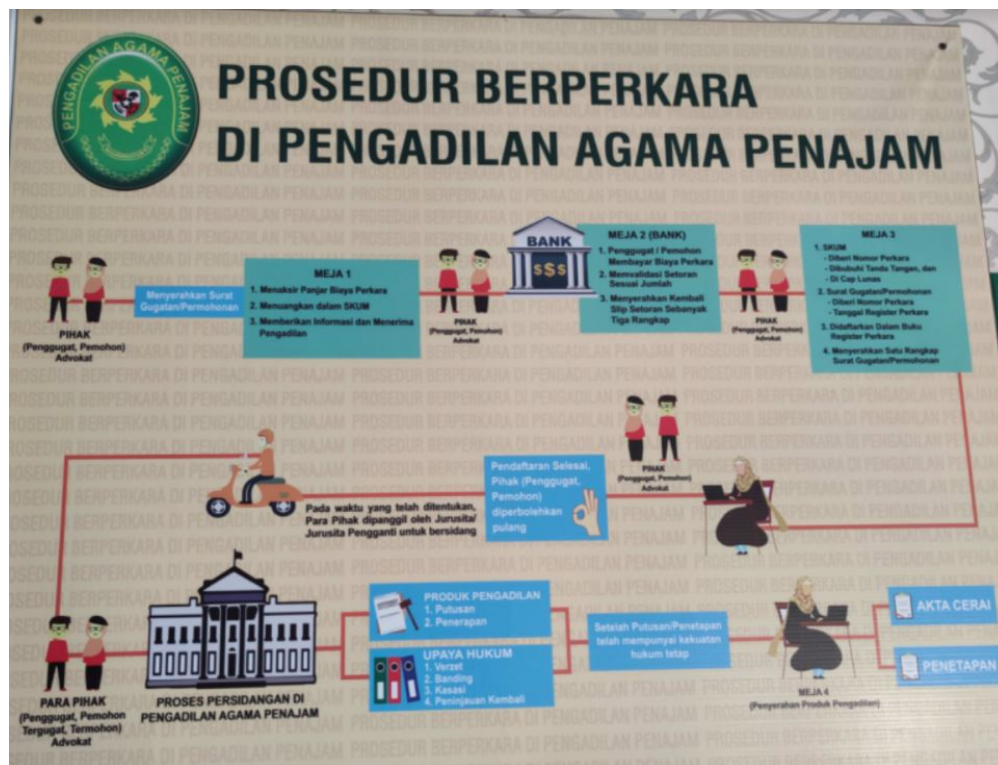 PENGADILAN AGAMA PENAJAM
PROSEDUR BERPERKARA
DI PENGADILAN AGAMA PENAJAM
PIHAK
(Penggugat, Pemohon)
Advokat
Menyerahkan Surat
Gugatan/Permohonan
MEJA 1
1. Menaksir Panjar Biaya Perkara
2. Menuangkan dalam SKUM
3. Memberikan Informasi dan Menerima
Pengadilan
PIHAK
(Penggugat, Pemohon)
Advokat
BANK
$$$
MEJA 2 (BANK)
1. Penggugat / Pemohon
Membayar Biaya Perkara
2. Memvalidasi Setoran
Sesuai Jumlah
3. Menyerahkan Kembali
Slip Setoran Sebanyak
Tiga Rangkap
PIHAK
(Penggugat, Pemohon)
Advokat
MEJA 3
1. SKUM
- Diberi Nomor Perkara
- Dibubuhi Tanda Tangan, dan
- Di Cap Lunas
2. Surat Gugatan/Permohonan
- Diberi Nomor Perkara
- Tanggal Register Perkara
3. Didaftarkan Dalam Buku
Register Perkara
4. Menyerahkan Satu Rangkap
Surat Gugatan/Permohonan
PIHAK
(Penggugat, Pemohon)
Advokat
Pendaftaran Selesai,
Pihak (Penggugat,
Pemohon)
diperbolehkan
pulang
Pada waktu yang telah ditentukan,
Para Pihak dipanggil oleh Jurusita/
Jurusita Pengganti untuk bersidang
PARA PIHAK
(Penggugat, Pemohon
Tergugat, Termohon)
Advokat
PROSES PERSIDANGAN DI
PENGADILAN AGAMA PENAJAM
PRODUK PENGADILAN
1. Putusan
2. Penerapan
UPAYA HUKUM
1. Verzet
2. Banding
3. Kasasi
4. Peninjauan Kembali
Setelah Putusan/Penetapan
telah mempunyai kekuatan
hukum tetap
MEJA 4
(Penyerahan Produk Pengadilan)
AKTA CERAI
PENETAPAN